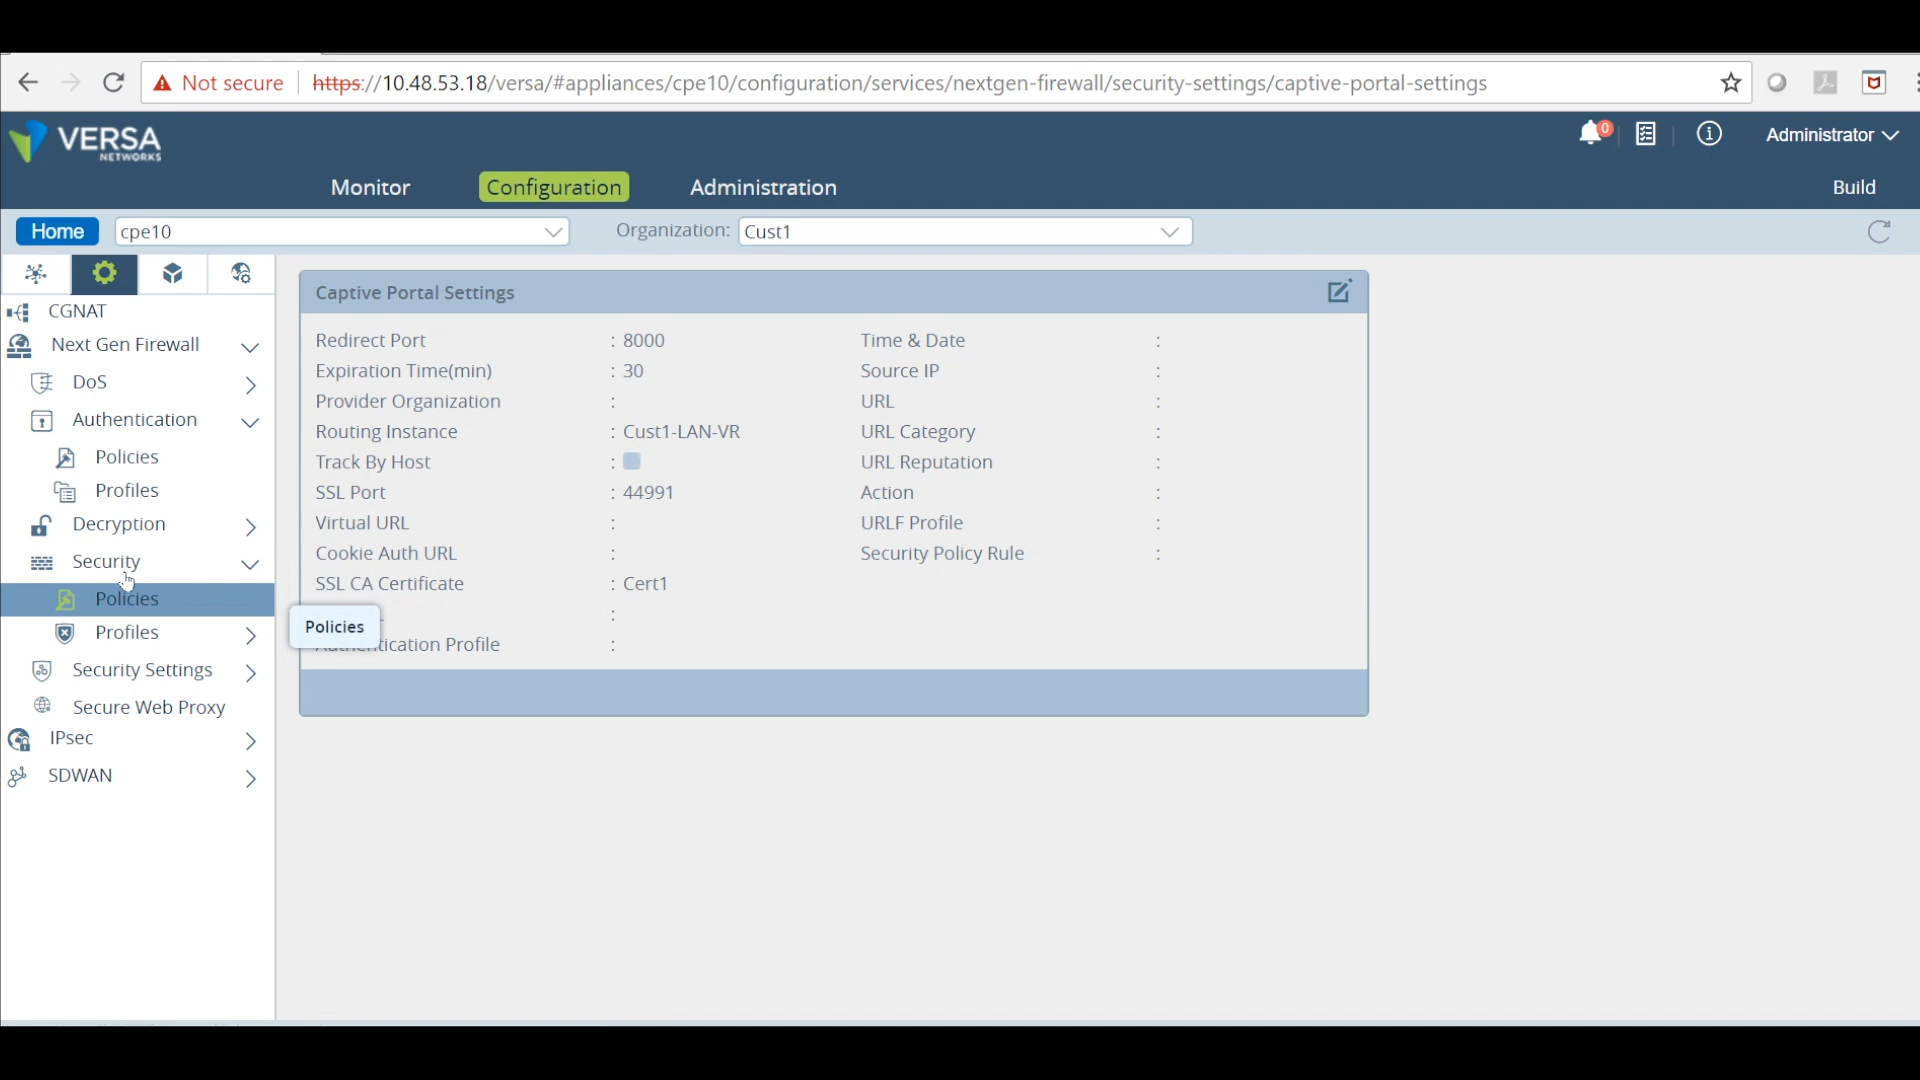 Not secure https://10.48.53.18/versa/#appliances/cpe10/configuration/services/nextgen-firewall/security-settings/captive-portal-settings
VERSA
NETWORKS
0
Administrator
Monitor
Configuration
Administration
Build
Home
cpe10
Organization:
Cust1
CGNAT
Next Gen Firewall
DoS
Authentication
Policies
Profiles
Decryption
Security
Policies
Profiles
Security Settings
Secure Web Proxy
IPsec
SDWAN
Policies
Captive Portal Settings
Redirect Port : 8000
Expiration Time(min) : 30
Provider Organization :
Routing Instance : Cust1-LAN-VR
Track By Host :
SSL Port : 44991
Virtual URL :
Cookie Auth URL :
SSL CA Certificate : Cert1
:
Authentication Profile :
Time & Date :
Source IP :
URL :
URL Category :
URL Reputation :
Action :
URLF Profile :
Security Policy Rule :